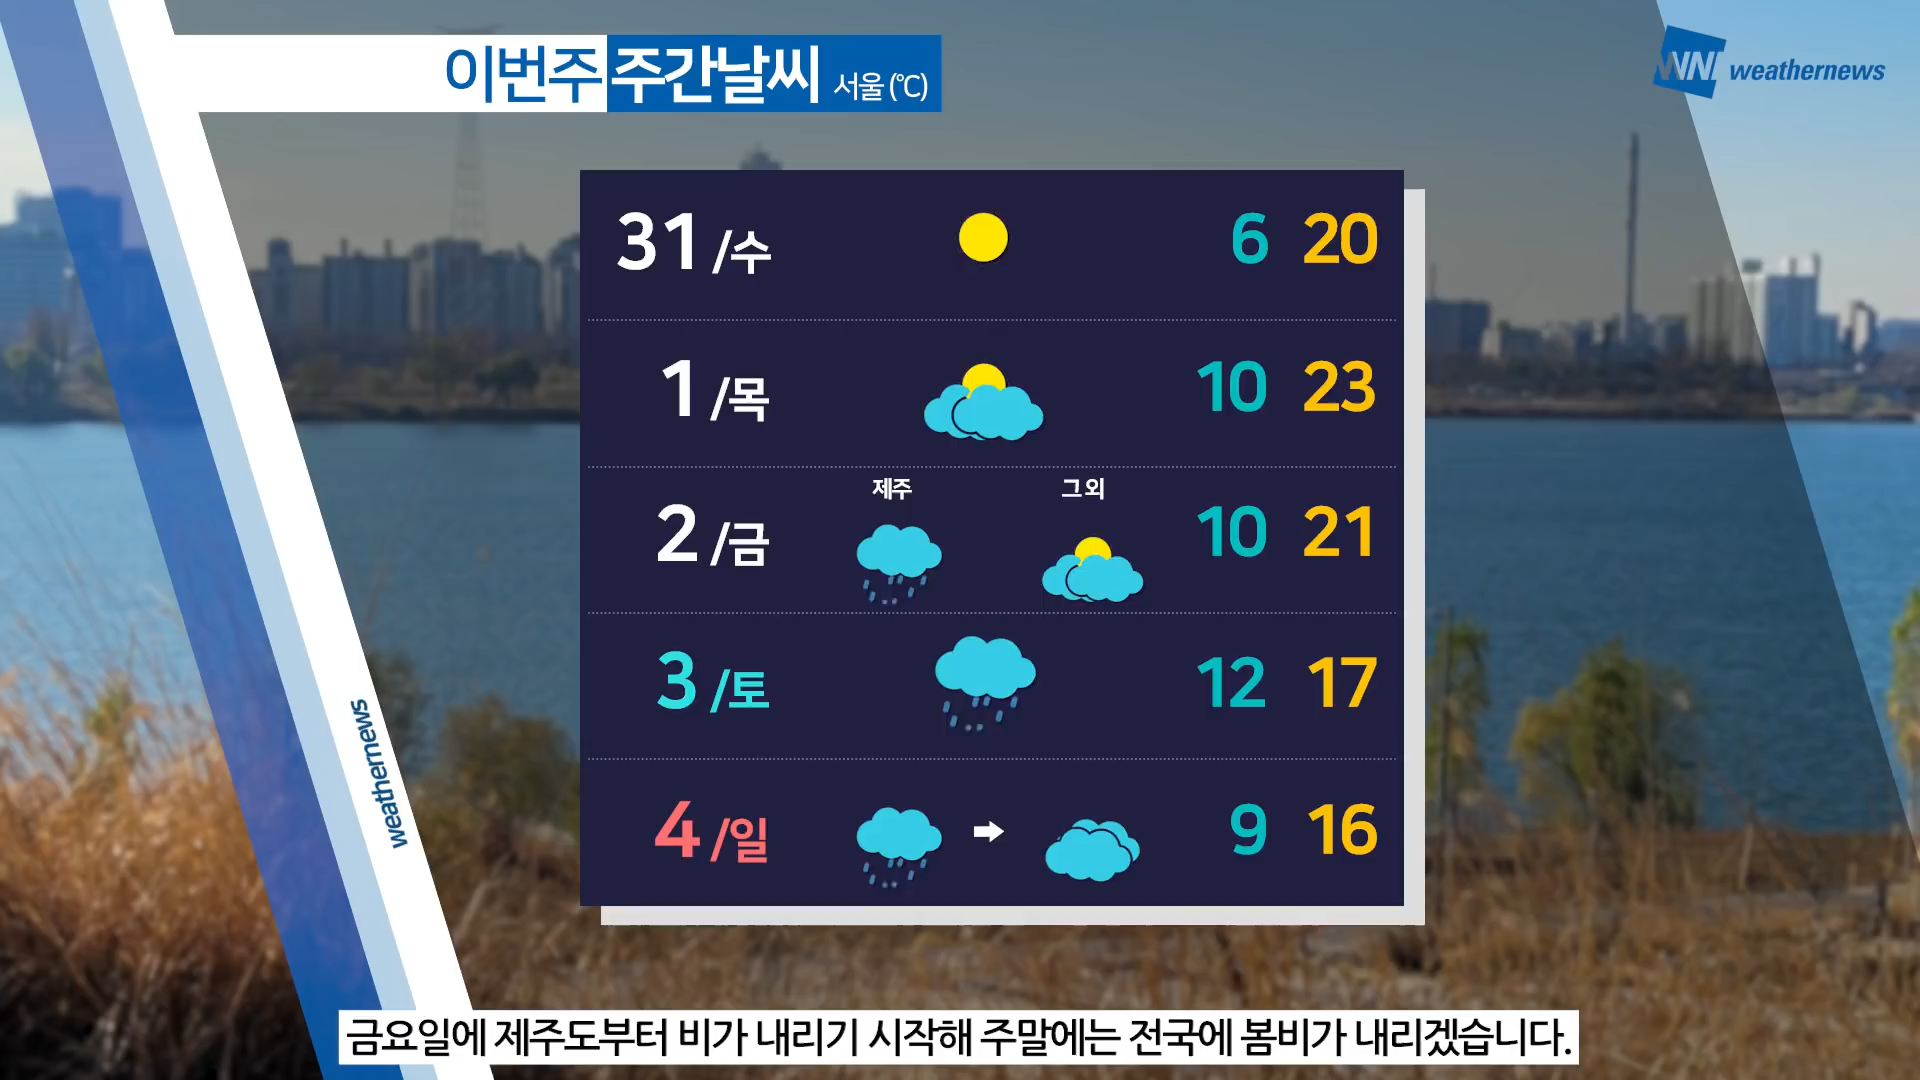 이번주 주간날씨 서울 (℃)
WNI weathernews
31 /수 6 20
1 /목 10 23
제주 그 외
2 /금 10 21
3 /토 12 17
4 /일 9 16
weathernews
금요일에 제주도부터 비가 내리기 시작해 주말에는 전국에 봄비가 내리겠습니다.